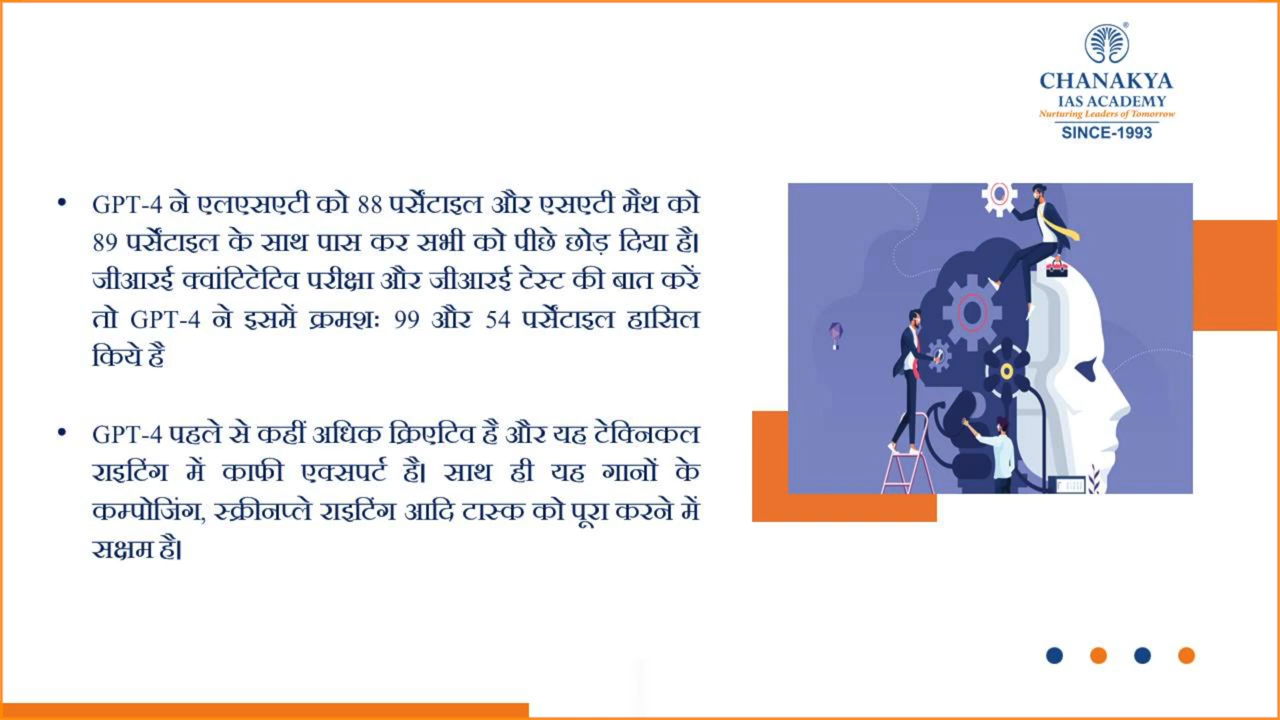 CHANAKYA
IAS ACADEMY
Nurturing Leaders of Tomorrow
SINCE-1993
• GPT-4 ने एलएसएटी को 88 पर्सेंटाइल और एसएटी मैथ को
89 पर्सेंटाइल के साथ पास कर सभी को पीछे छोड़ दिया है।
जीआरई क्वांटिटेटिव परीक्षा और जीआरई टेस्ट की बात करें
तो GPT-4 ने इसमें क्रमशः 99 और 54 पर्सेंटाइल हासिल
किये है
• GPT-4 पहले से कहीं अधिक क्रिएटिव है और यह टेक्निकल
राइटिंग में काफी एक्सपर्ट है। साथ ही यह गानों के
कम्पोजिंग, स्क्रीनप्ले राइटिंग आदि टास्क को पूरा करने में
सक्षम है।